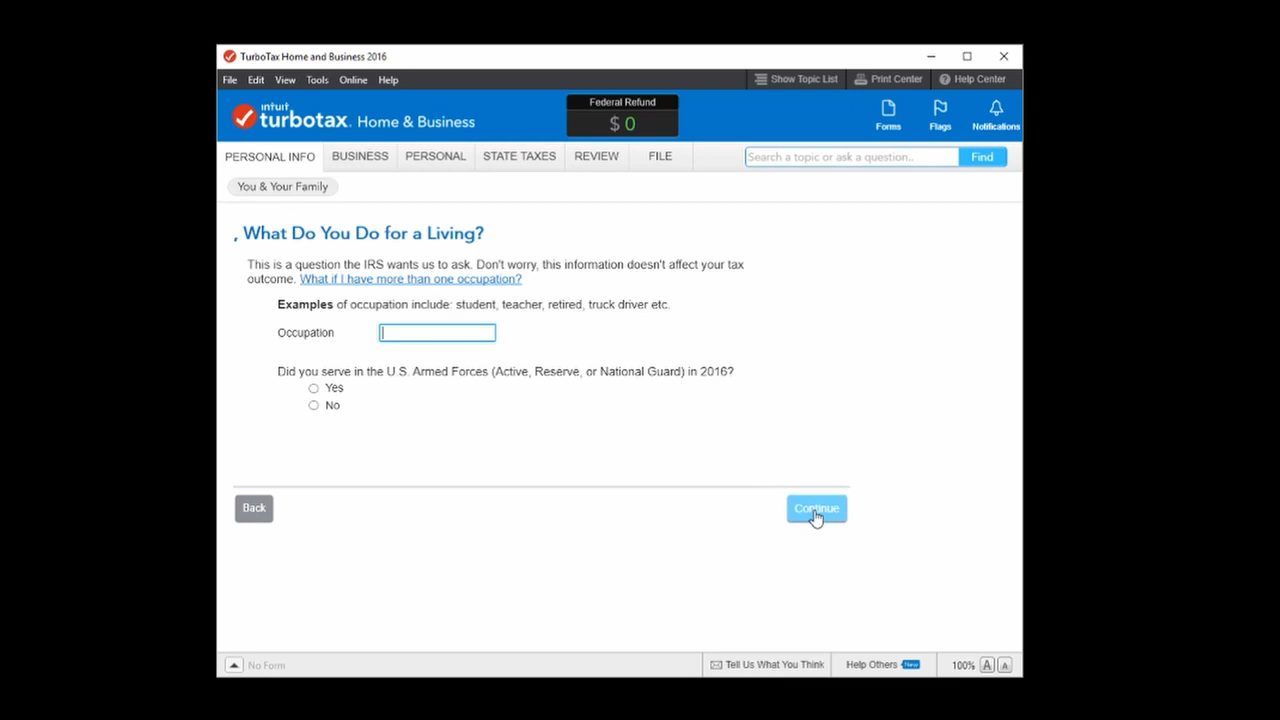 TurboTax Home and Business 2016
File Edit View Tools Online Help Show Topic List Print Center Help Center
intuit
turbotax. Home & Business
Federal Refund
$ 0
Forms Flags Notifications
PERSONAL INFO BUSINESS PERSONAL STATE TAXES REVIEW FILE Search a topic or ask a question.. Find
You & Your Family
, What Do You Do for a Living?
This is a question the IRS wants us to ask. Don't worry, this information doesn't affect your tax
outcome. What if I have more than one occupation?
Examples of occupation include: student, teacher, retired, truck driver etc.
Occupation
Did you serve in the U.S. Armed Forces (Active, Reserve, or National Guard) in 2016?
Yes
No
Back Continue
No Form Tell Us What You Think Help Others New 100% A A